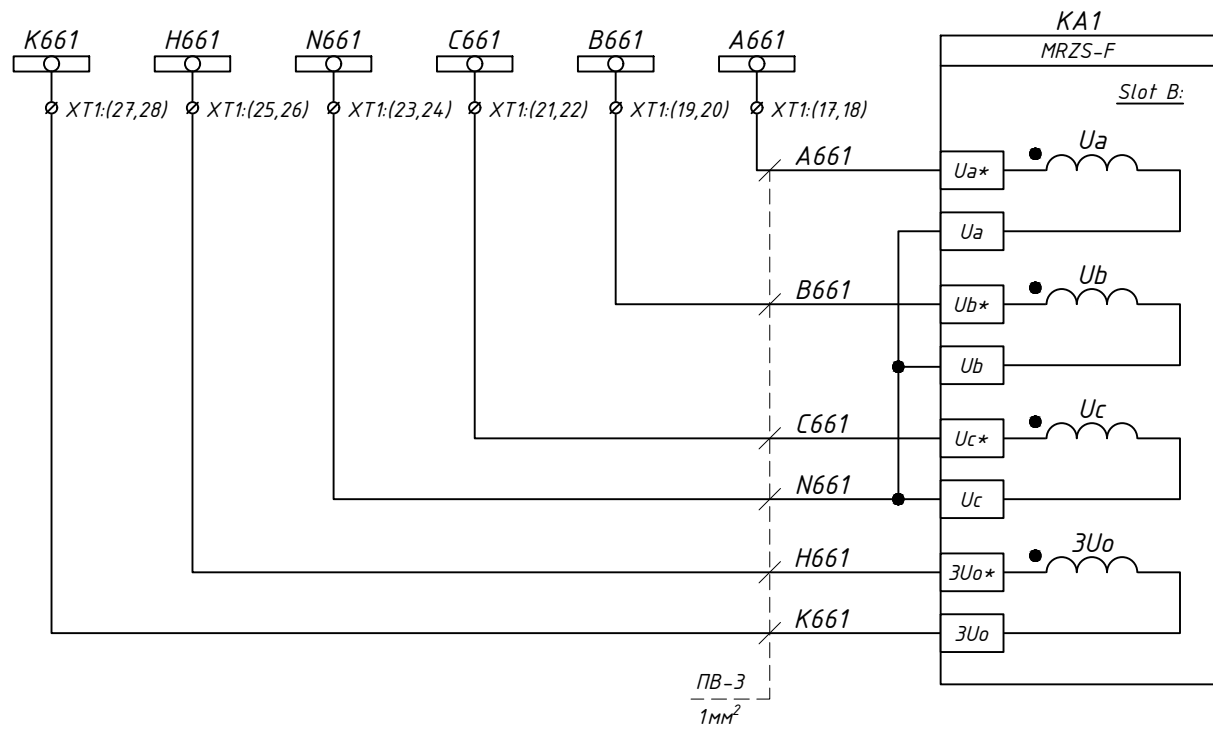 K661
H661
N661
C661
B661
A661
XT1:(27,28)
XT1:(25,26)
XT1:(23,24)
XT1:(21,22)
XT1:(19,20)
XT1:(17,18)
KA1
MRZS-F
Slot B:
A661
Ua*
Ua
Ua
B661
Ub*
Ub
Ub
C661
Uc*
Uc
N661
Uc
H661
3Uo*
3Uo
K661
3Uo
ПВ-3
1мм²